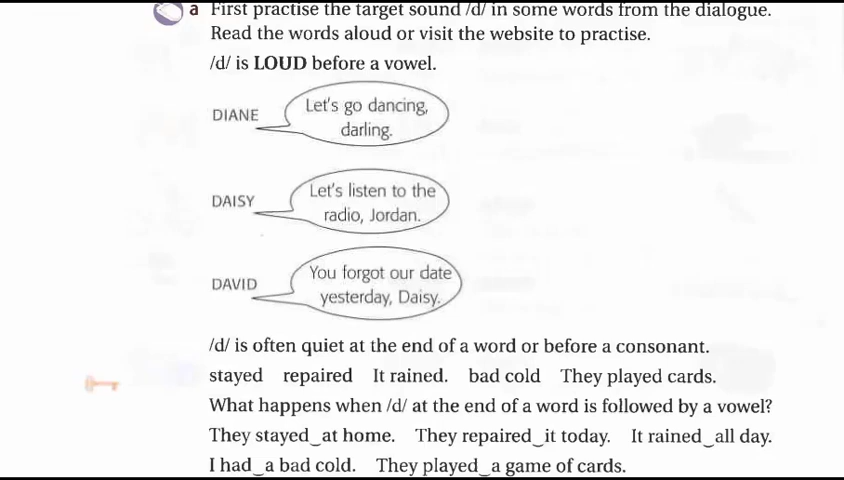 a First practise the target sound /d/ in some words from the dialogue.
Read the words aloud or visit the website to practise.
/d/ is LOUD before a vowel.
DIANE
Let's go dancing,
darling.
DAISY
Let's listen to the
radio, Jordan.
DAVID
You forgot our date
yesterday, Daisy.
/d/ is often quiet at the end of a word or before a consonant.
stayed repaired It rained. bad cold They played cards.
What happens when /d/ at the end of a word is followed by a vowel?
They stayed_at home. They repaired_it today. It rained_all day.
I had_a bad cold. They played_a game of cards.